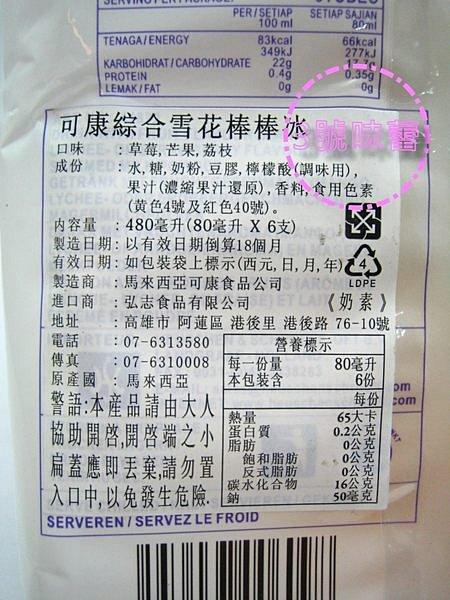 PER/SETIAP SETIAP SAJIAN
100 ml 80ml
TENAGA/ENERGY 83kcal 66kcal
349kJ 277kJ
KARBOHIDRAT/CARBOHYDRATE 22g
PROTEIN 0.4g 0.35g
LEMAK/FAT 0g 0g
可康綜合雪花棒棒冰
3號味蕾
口味 : 草莓,芒果,荔枝
成份 : 水,糖,奶粉,豆膠,檸檬酸(調味用),
果汁(濃縮果汁還原),香料,食用色素
(黄色4號及紅色40號)。
内容量 : 480毫升(80毫升 X 6支)
製造日期: 以有效日期倒算18個月
有效日期: 如包裝袋上標示(西元,日,月,年)
4
LDPE
製造商 : 馬來西亞可康食品公司
進口商 : 弘志食品有限公司 《奶素》
地址 : 高雄市 阿蓮區 港後里 港後路 76-10號
電話 : 07-6313580
傳真 : 07-6310008
原產國 : 馬來西亞
營養標示
每一份量 80毫升
本包裝含 6份
每份
熱量 65大卡
蛋白質 0.2公克
脂肪 0公克
飽和脂肪 0公克
反式脂肪 0公克
碳水化合物 16公克
鈉 50毫克
警語:本產品請由大人
協助開啓,開啓端之小
扁蓋應即丟棄,請勿置
入口中,以免發生危險.
SERVEREN / SERVEZ LE FROID